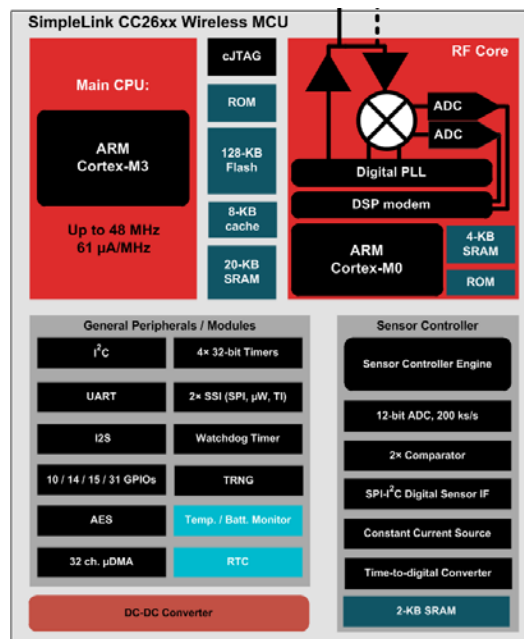 SimpleLink CC26xx Wireless MCU
Main CPU:
ARM
Cortex-M3
Up to 48 MHz
61 µA/MHz
cJTAG
ROM
128-KB
Flash
8-KB
cache
20-KB
SRAM
RF Core
ADC
ADC
Digital PLL
DSP modem
ARM
Cortex-M0
4-KB
SRAM
ROM
General Peripherals / Modules
I²C
4× 32-bit Timers
UART
2× SSI (SPI, µW, TI)
I2S
Watchdog Timer
10 / 14 / 15 / 31 GPIOs
TRNG
AES
Temp. / Batt. Monitor
32 ch. µDMA
RTC
DC-DC Converter
Sensor Controller
Sensor Controller Engine
12-bit ADC, 200 ks/s
2× Comparator
SPI-I²C Digital Sensor IF
Constant Current Source
Time-to-digital Converter
2-KB SRAM